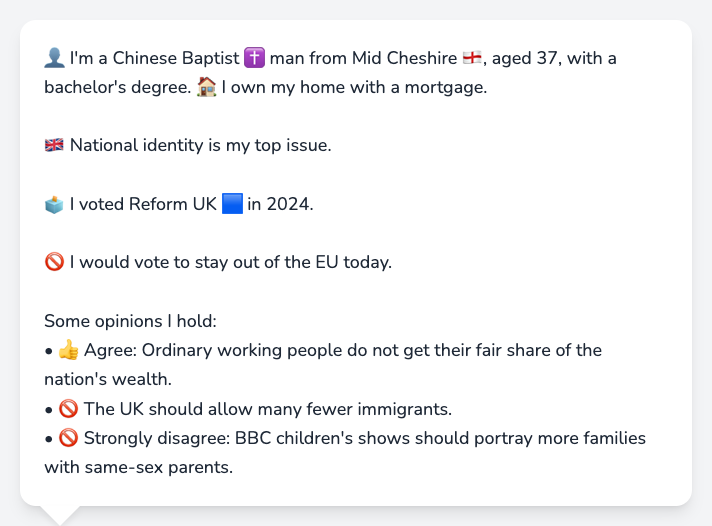 👤 I'm a Chinese Baptist ✝️ man from Mid Cheshire 🏴󠁧󠁢󠁥󠁮󠁧󠁿, aged 37, with a
bachelor's degree. 🏠 I own my home with a mortgage.
🇬🇧 National identity is my top issue.
🗳️ I voted Reform UK 🟦 in 2024.
🚫 I would vote to stay out of the EU today.
Some opinions I hold:
• 👍 Agree: Ordinary working people do not get their fair share of the
nation's wealth.
• 🚫 The UK should allow many fewer immigrants.
• 🚫 Strongly disagree: BBC children's shows should portray more families
with same-sex parents.